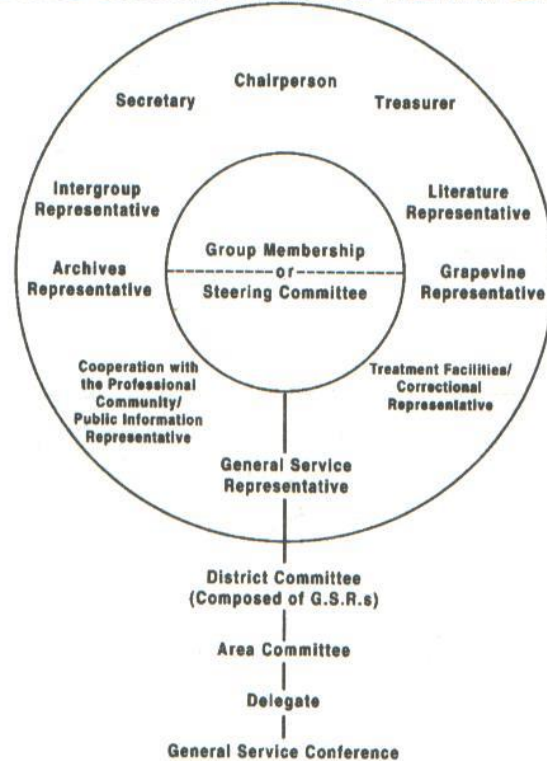 Chairperson
Secretary
Treasurer
Intergroup
Representative
Literature
Representative
Group Membership
or
Steering Committee
Archives
Representative
Grapevine
Representative
Cooperation with
the Professional
Community/
Public Information
Representative
Treatment Facilities/
Correctional
Representative
General Service
Representative
District Committee
(Composed of G.S.R.s)
Area Committee
Delegate
General Service Conference